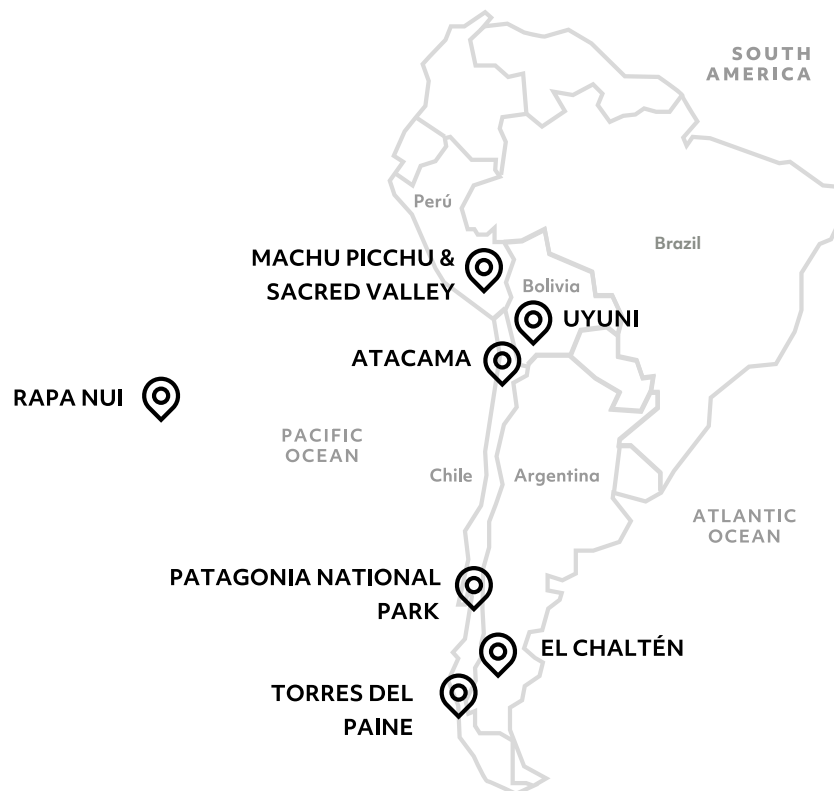 SOUTH
AMERICA
Perú
Brazil
MACHU PICCHU &
SACRED VALLEY
Bolivia
UYUNI
ATACAMA
RAPA NUI
PACIFIC
OCEAN
Chile
Argentina
ATLANTIC
OCEAN
PATAGONIA NATIONAL
PARK
EL CHALTÉN
TORRES DEL
PAINE